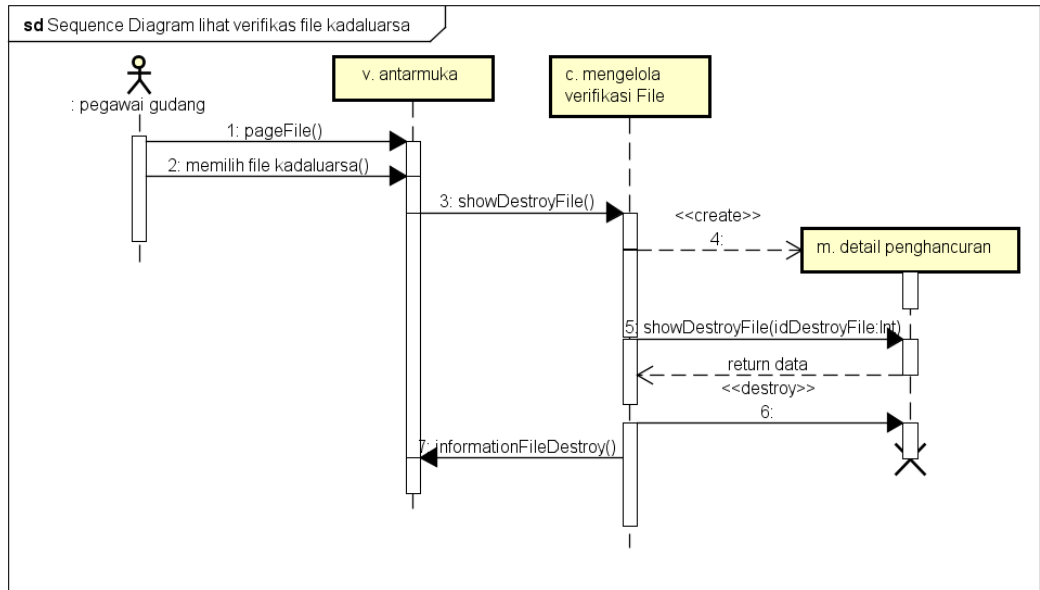 sd Sequence Diagram lihat verifikas file kadaluarsa
: pegawai gudang
v. antarmuka
c. mengelola
verifikasi File
1: pageFile()
2: memilih file kadaluarsa()
3: showDestroyFile()
<<create>>
4:
m. detail penghancuran
5: showDestroyFile(idDestroyFile:Int)
return data
<<destroy>>
6:
7: informationFileDestroy()